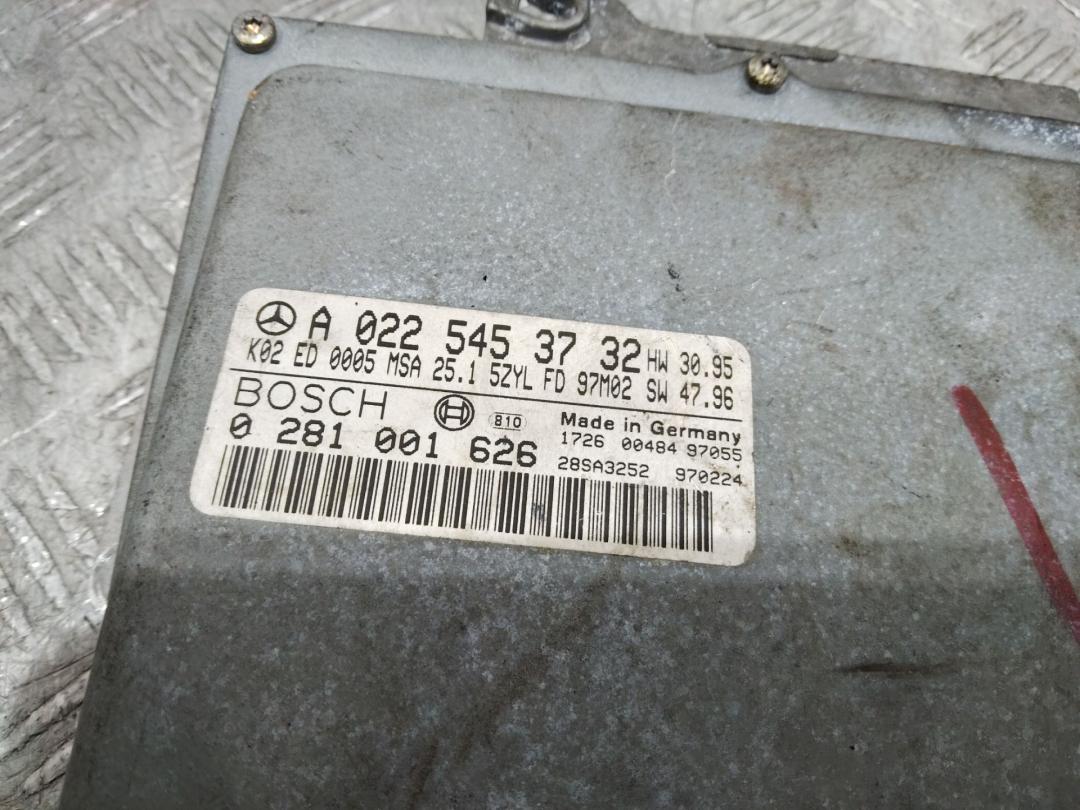 A 022 545 37 32 HW 30.95
K02 ED 0005 MSA 25.1 5ZYL FD 97M02 SW 47.96
BOSCH 810 Made in Germany
0 281 001 626 1726 00484 97055
28SA3252 970224